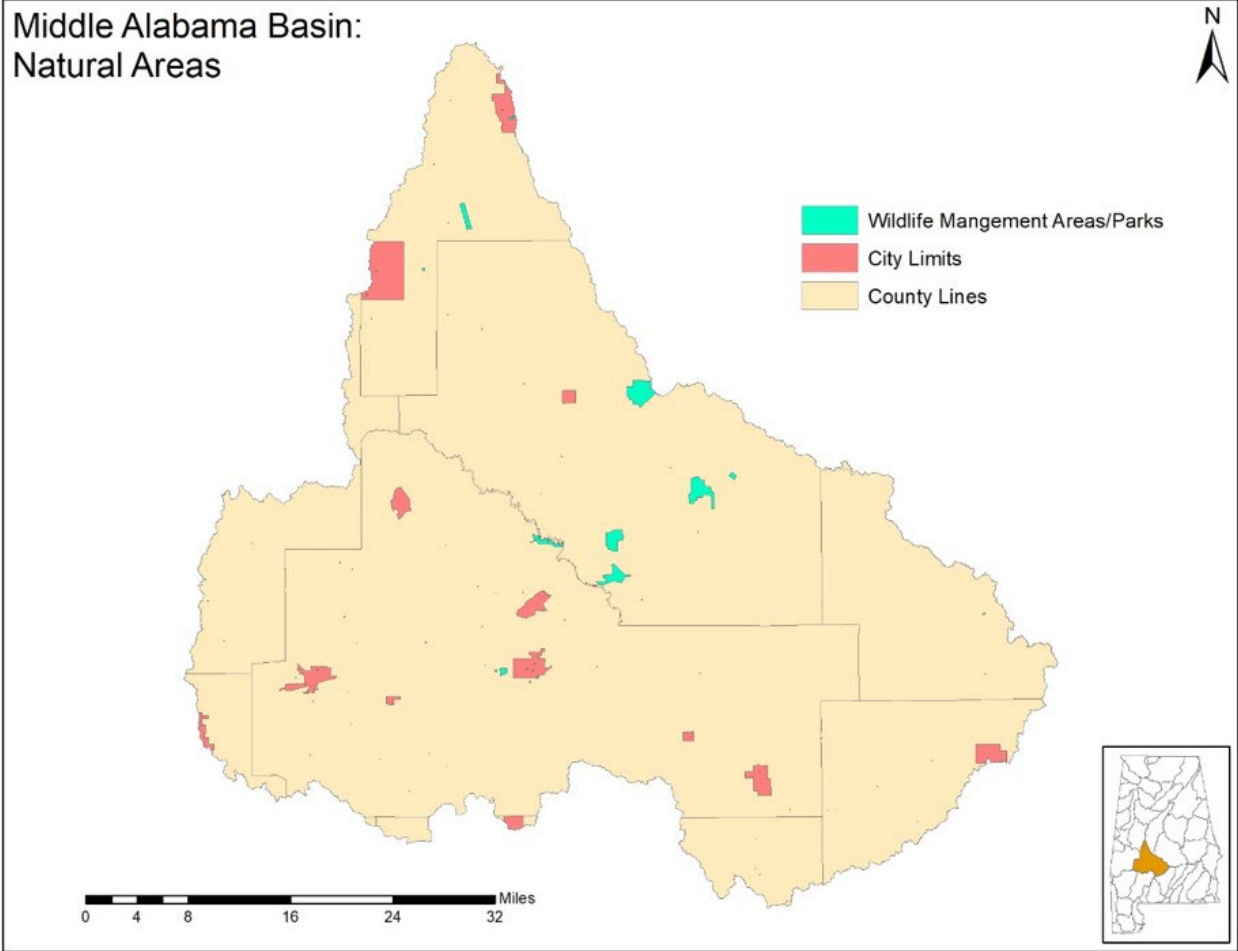 Middle Alabama Basin:
Natural Areas
N
Wildlife Mangement Areas/Parks
City Limits
County Lines
Miles
0 4 8 16 24 32